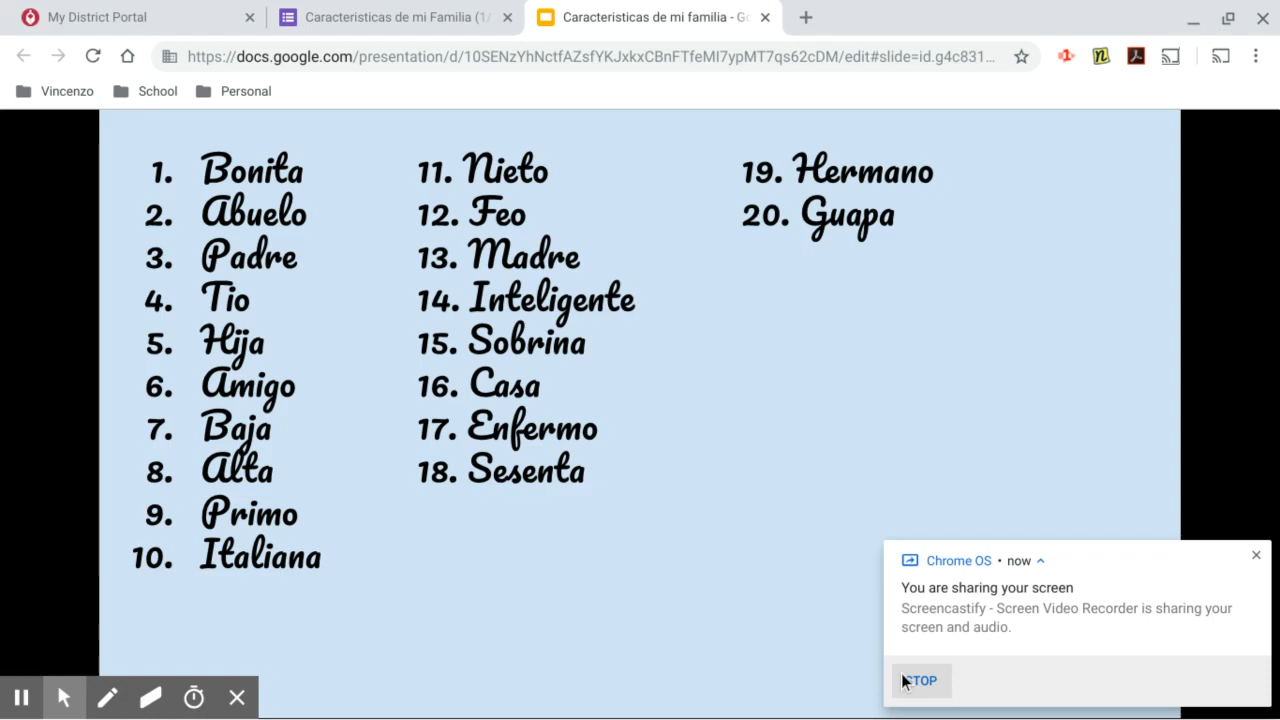 My District Portal
Caracteristicas de mi Familia (1/
Caracteristicas de mi familia - Go
https://docs.google.com/presentation/d/10SENzYhNctfAZsfYKJxkxCBnFTfeMI7ypMT7qs62cDM/edit#slide=id.g4c831...
Vincenzo School Personal
1. Bonita
2. Abuelo
3. Padre
4. Tio
5. Hija
6. Amigo
7. Baja
8. Alta
9. Primo
10. Italiana
11. Nieto
12. Feo
13. Madre
14. Inteligente
15. Sobrina
16. Casa
17. Enfermo
18. Sesenta
19. Hermano
20. Guapa
Chrome OS • now
You are sharing your screen
Screencastify - Screen Video Recorder is sharing your
screen and audio.
STOP